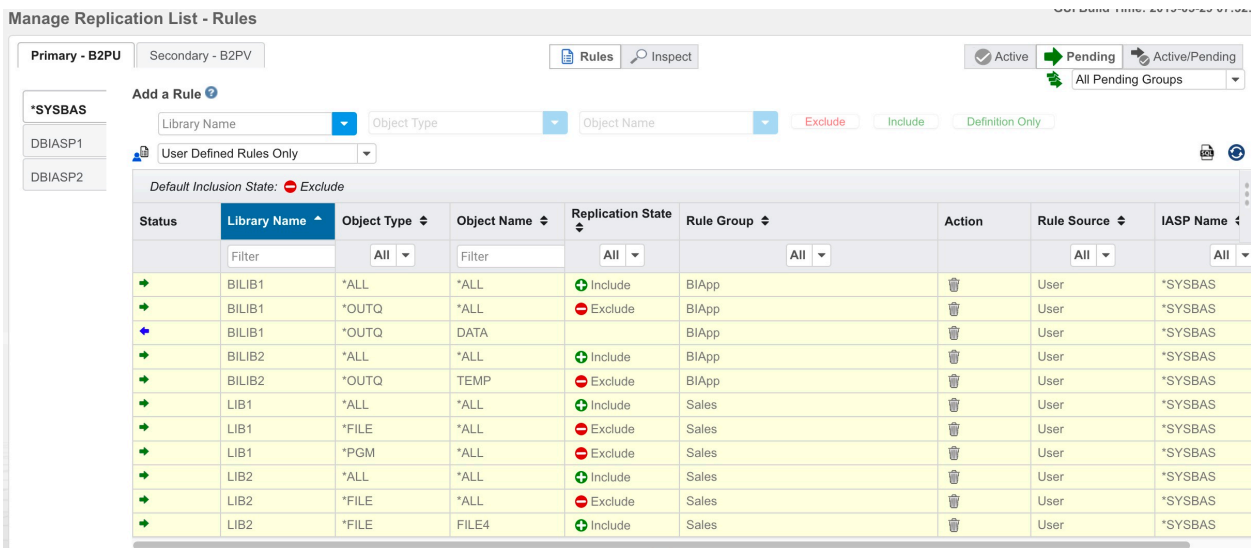 Manage Replication List - Rules
Primary - B2PU Secondary - B2PV Rules Inspect Active Pending Active/Pending
All Pending Groups
*SYSBAS
DBIASP1
DBIASP2
Add a Rule ?
Library Name Object Type Object Name Exclude Include Definition Only
User Defined Rules Only SQL
Default Inclusion State: Exclude
Status Library Name Object Type Object Name Replication State Rule Group Action Rule Source IASP Name
Filter All Filter All All All All
BILIB1 *ALL *ALL Include BIApp User *SYSBAS
BILIB1 *OUTQ *ALL Exclude BIApp User *SYSBAS
BILIB1 *OUTQ DATA BIApp User *SYSBAS
BILIB2 *ALL *ALL Include BIApp User *SYSBAS
BILIB2 *OUTQ TEMP Exclude BIApp User *SYSBAS
LIB1 *ALL *ALL Include Sales User *SYSBAS
LIB1 *FILE *ALL Exclude Sales User *SYSBAS
LIB1 *PGM *ALL Exclude Sales User *SYSBAS
LIB2 *ALL *ALL Include Sales User *SYSBAS
LIB2 *FILE *ALL Exclude Sales User *SYSBAS
LIB2 *FILE FILE4 Include Sales User *SYSBAS